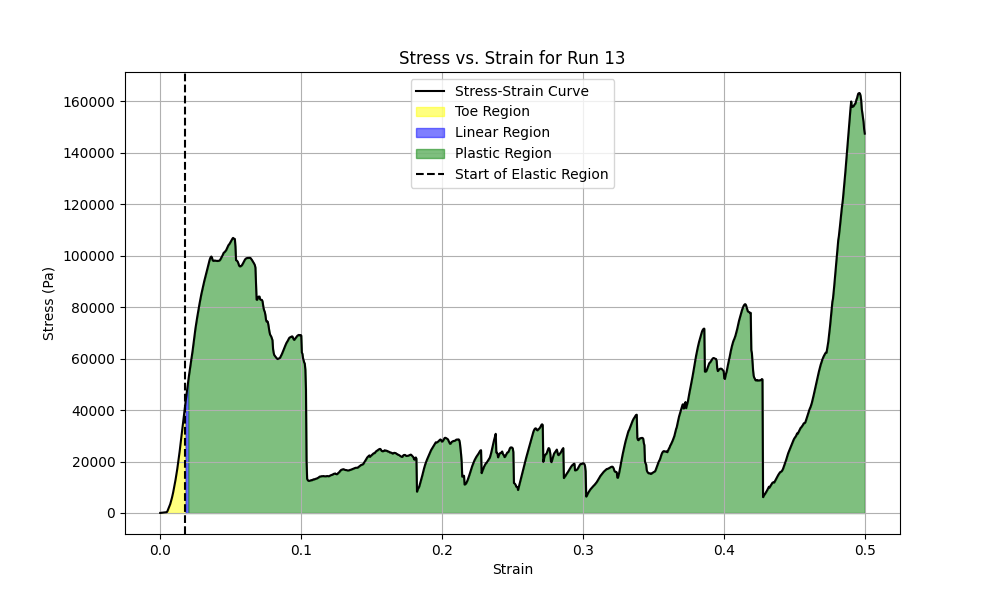 Stress vs. Strain for Run 13
Stress-Strain Curve
Toe Region
Linear Region
Plastic Region
Start of Elastic Region
Stress (Pa)
160000
140000
120000
100000
80000
60000
40000
20000
0
0.0 0.1 0.2 0.3 0.4 0.5
Strain